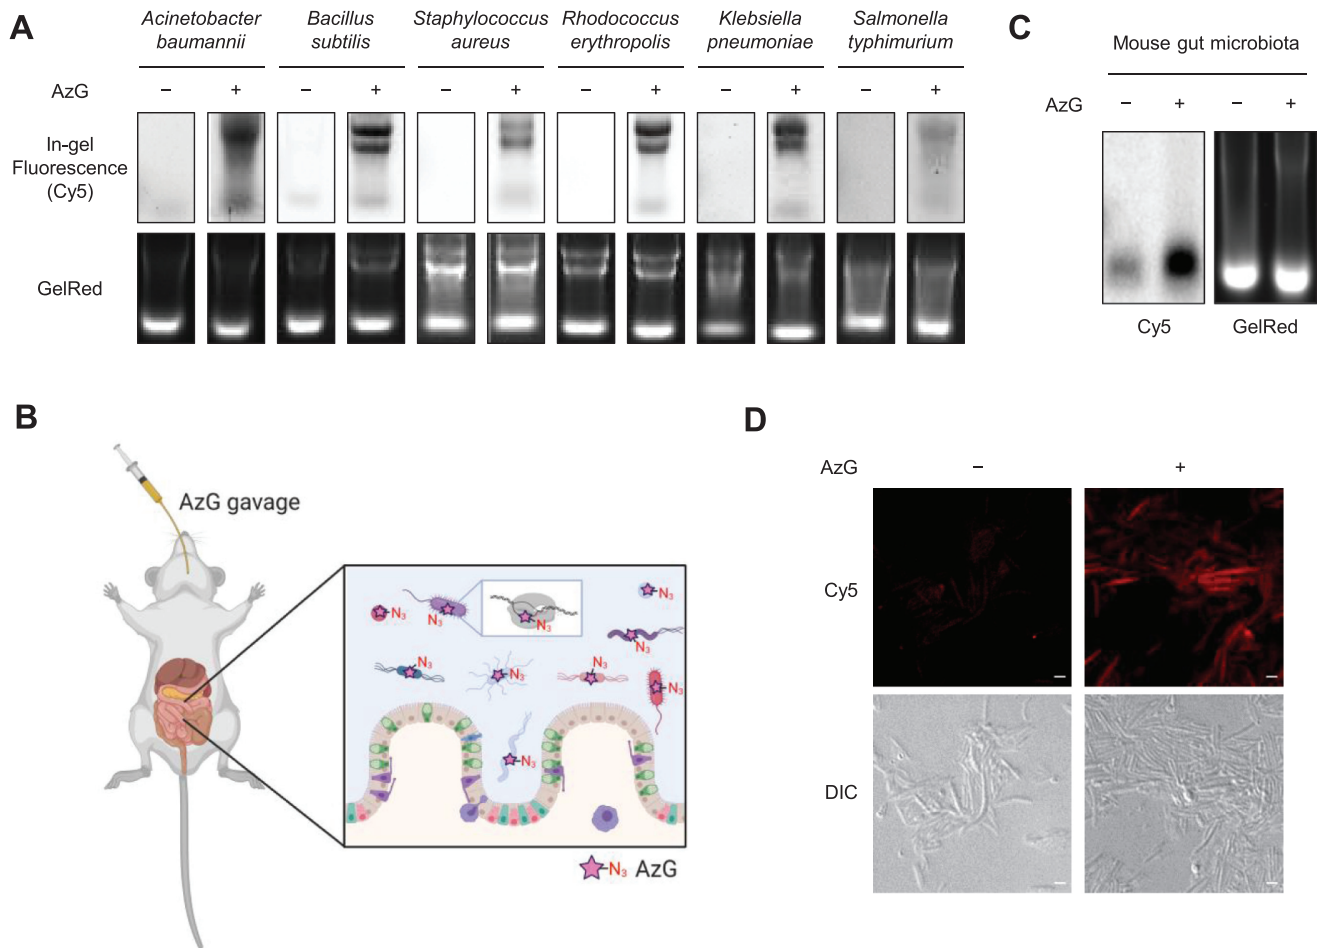 A
Acinetobacter
baumannii
Bacillus
subtilis
Staphylococcus
aureus
Rhodococcus
erythropolis
Klebsiella
pneumoniae
Salmonella
typhimurium
AzG
– + – + – + – + – + – +
In-gel
Fluorescence
(Cy5)
GelRed
C
Mouse gut microbiota
AzG – + – +
Cy5 GelRed
B
AzG gavage
N3
N3
N3
N3
N3
N3
N3
N3
N3
N3
N3 AzG
D
AzG – +
Cy5
DIC